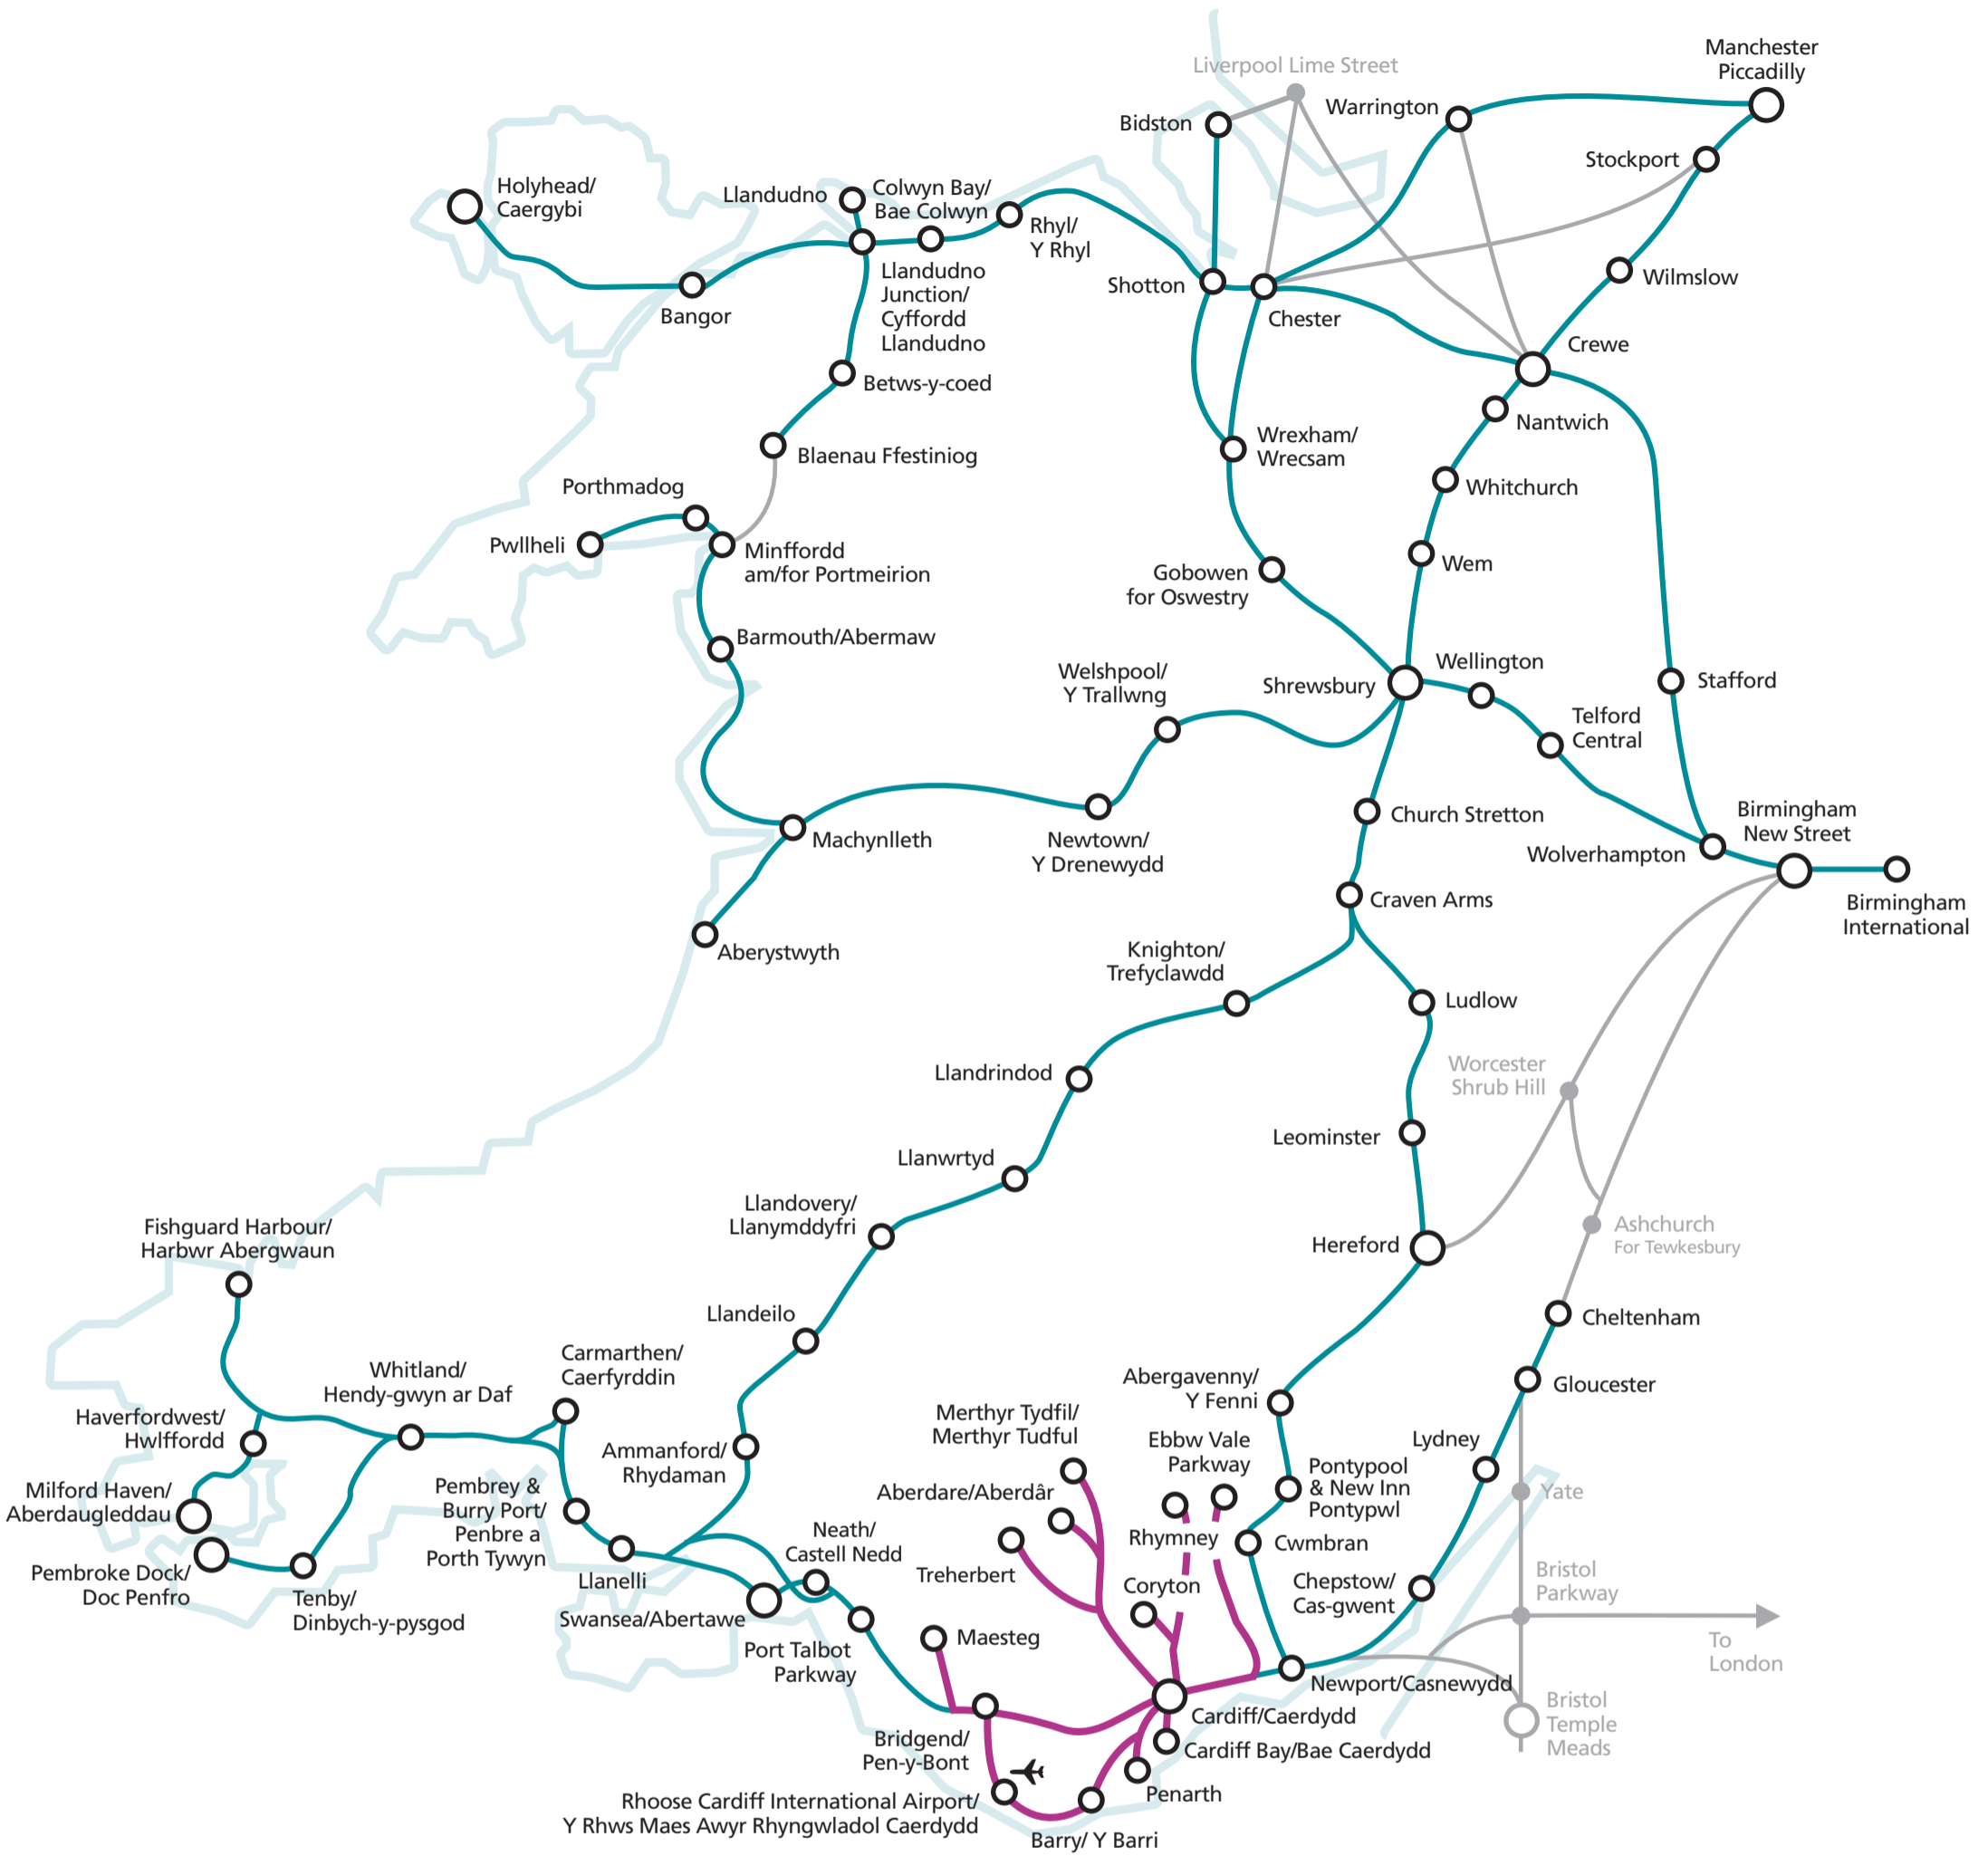 Manchester
Piccadilly
Liverpool Lime Street
Warrington
Bidston
Stockport
Holyhead/
Caergybi
Llandudno
Colwyn Bay/
Bae Colwyn
Rhyl/
Y Rhyl
Llandudno
Junction/
Cyffordd
Llandudno
Shotton
Wilmslow
Bangor
Chester
Crewe
Betws-y-coed
Nantwich
Wrexham/
Wrecsam
Blaenau Ffestiniog
Porthmadog
Whitchurch
Pwllheli
Minffordd
am/for Portmeirion
Wem
Gobowen
for Oswestry
Barmouth/Abermaw
Welshpool/
Y Trallwng
Shrewsbury
Wellington
Stafford
Telford
Central
Birmingham
New Street
Church Stretton
Machynlleth
Newtown/
Y Drenewydd
Wolverhampton
Craven Arms
Birmingham
International
Aberystwyth
Knighton/
Trefyclawdd
Ludlow
Worcester
Shrub Hill
Llandrindod
Leominster
Llanwrtyd
Llandovery/
Llanymddyfri
Fishguard Harbour/
Harbwr Abergwaun
Hereford
Ashchurch
For Tewkesbury
Llandeilo
Cheltenham
Carmarthen/
Caerfyrddin
Whitland/
Hendy-gwyn ar Daf
Abergavenny/
Y Fenni
Gloucester
Haverfordwest/
Hwlffordd
Merthyr Tydfil/
Merthyr Tudful
Ebbw Vale
Parkway
Lydney
Ammanford/
Rhydaman
Pontypool
& New Inn
Pontypwl
Milford Haven/
Aberdaugleddau
Pembrey &
Burry Port/
Penbre a
Porth Tywyn
Aberdare/Aberdâr
Yate
Neath/
Castell Nedd
Rhymney
Cwmbran
Pembroke Dock/
Doc Penfro
Tenby/
Dinbych-y-pysgod
Llanelli
Treherbert
Coryton
Chepstow/
Cas-gwent
Bristol
Parkway
Swansea/Abertawe
Maesteg
Port Talbot
Parkway
To
London
Newport/Casnewydd
Cardiff/Caerdydd
Bristol
Temple
Meads
Bridgend/
Pen-y-Bont
Cardiff Bay/Bae Caerdydd
Penarth
Rhoose Cardiff International Airport/
Y Rhws Maes Awyr Rhyngwladol Caerdydd
Barry/ Y Barri